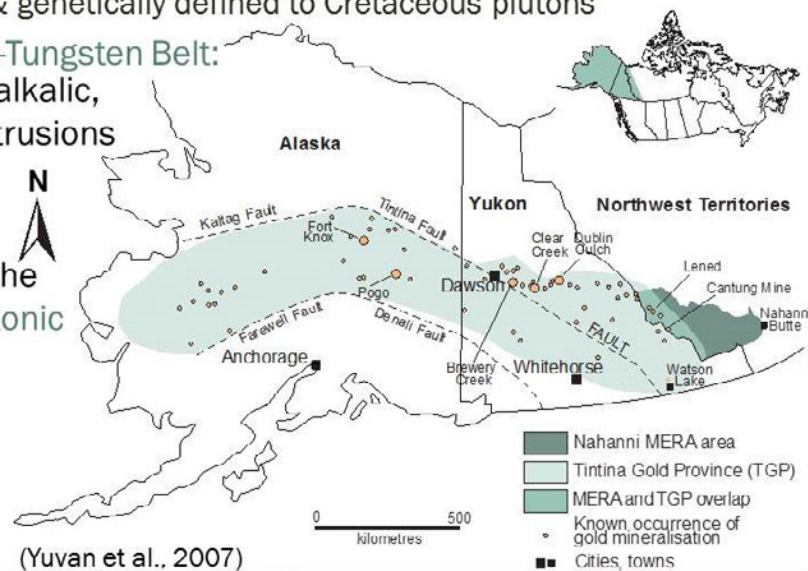 & genetically defined to Cretaceous plutons
-Tungsten Belt:
alkalic,
trusions
N
he
onic
Alaska
Yukon
Northwest Territories
Kaltag Fault
Tintina Fault
Fort
Knox
Pogo
Farewell Fault
Denali Fault
Anchorage
Dawson
Clear
Creek
Dublin
Gulch
Lened
Cantung Mine
Nahanni
Butte
FAULT
Brewery
Creek
Whitehorse
Watson
Lake
Nahanni MERA area
Tintina Gold Province (TGP)
MERA and TGP overlap
Known occurrence of
gold mineralisation
Cities, towns
0 500
kilometres
(Yuvan et al., 2007)